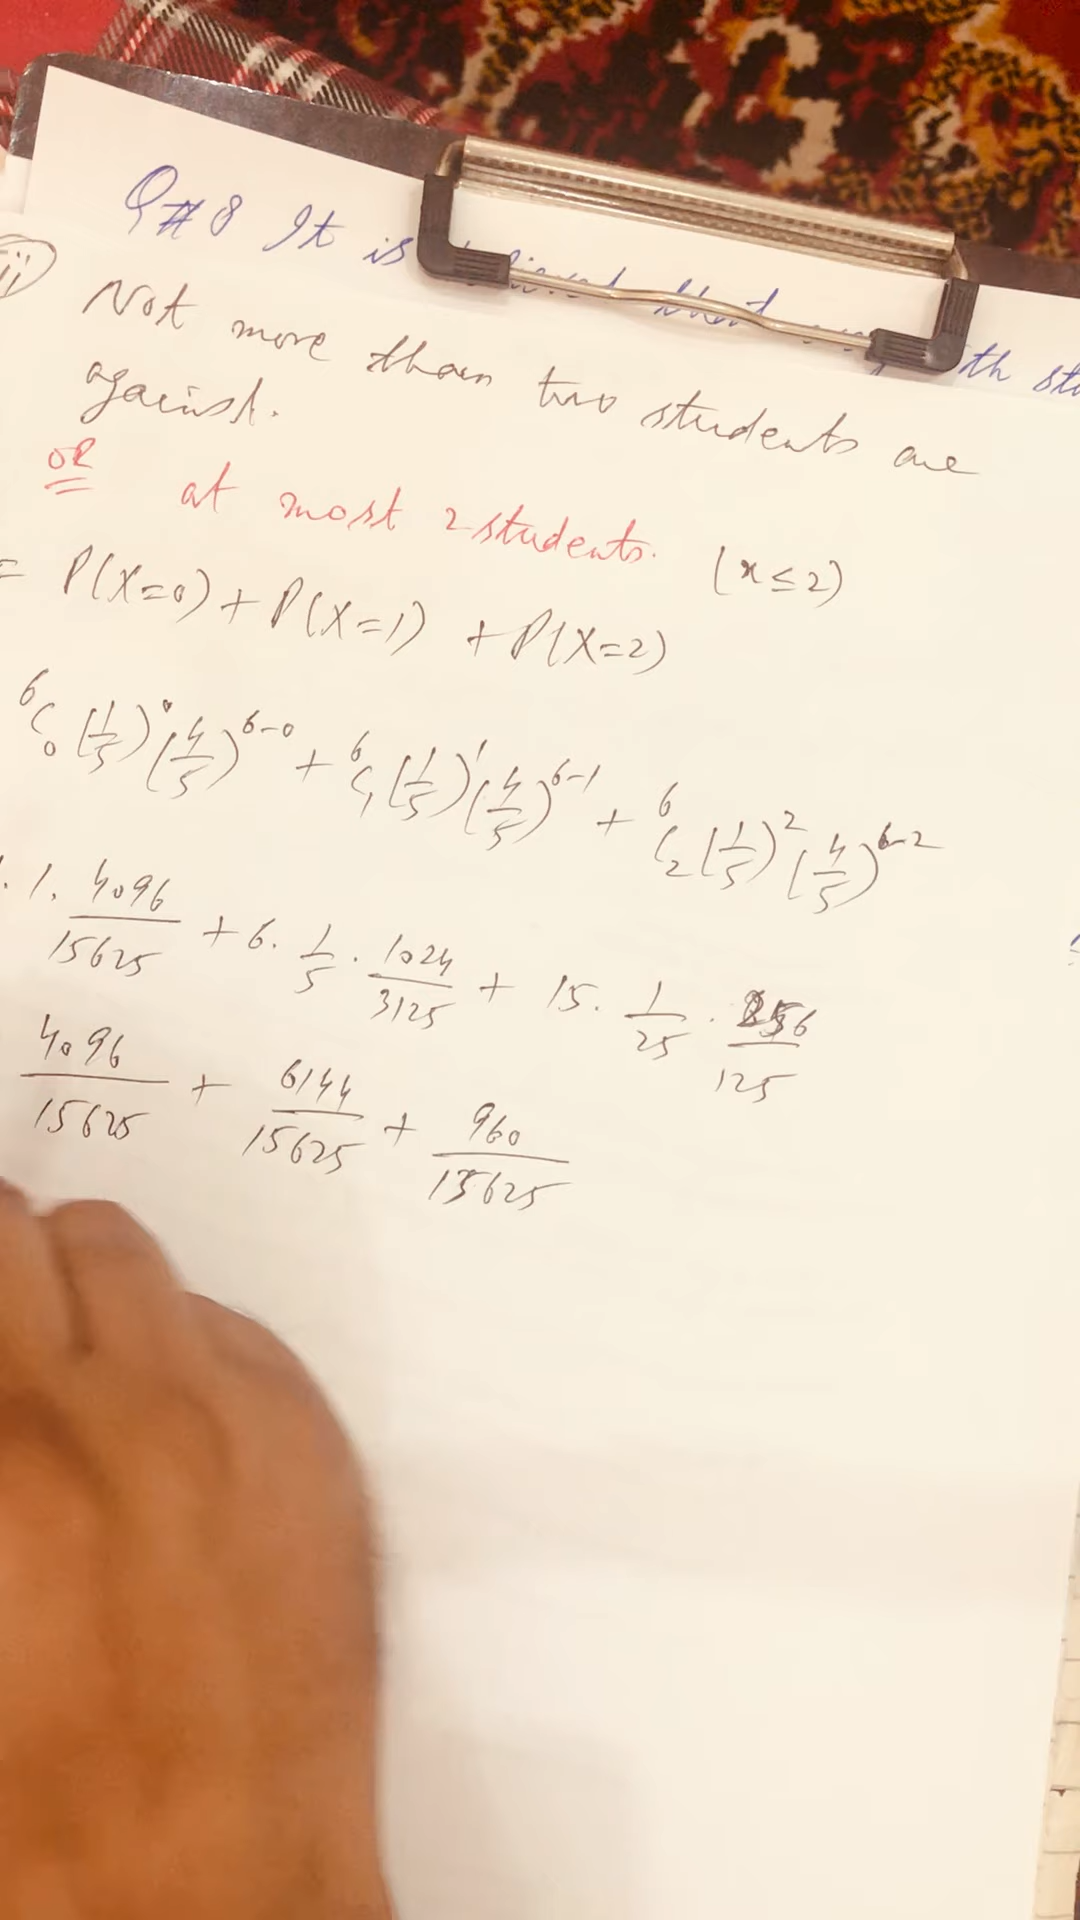 Q#8 It is that th
ii Not more than two students are
against.
OR at most 2 students. (x≤2)
= P(X=0) + P(X=1) + P(X=2)
⁶C₀ (1/5)⁰ (4/5)⁶⁻⁰ + ⁶C₁ (1/5)¹ (4/5)⁶⁻¹ + ⁶C₂ (1/5)² (4/5)⁶⁻²
. 1. 4096/15625 + 6. 1/5 . 1024/3125 + 15. 1/25 . 256/125
4096/15625 + 6144/15625 + 960/15625